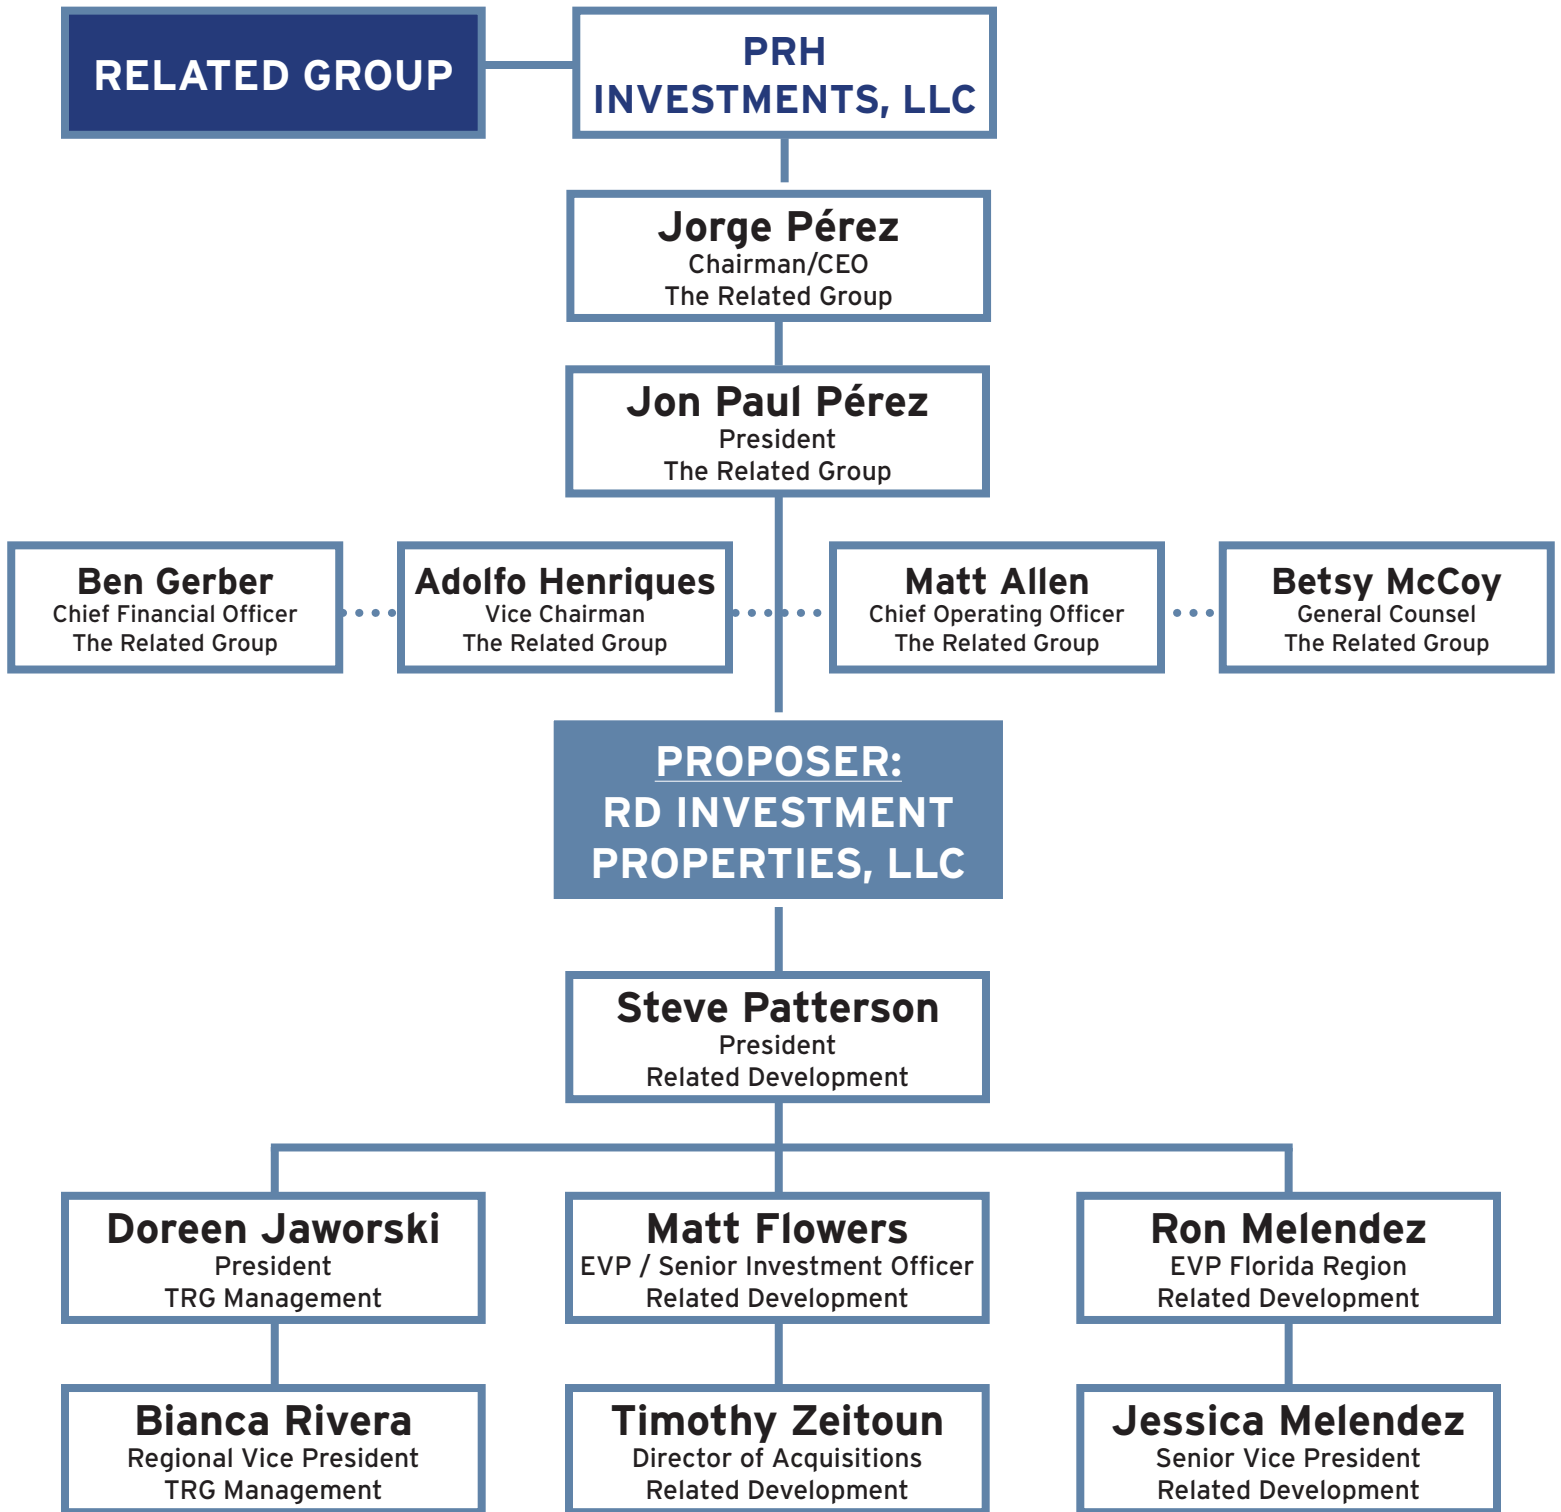 RELATED GROUP
PRH
INVESTMENTS, LLC
Jorge Pérez
Chairman/CEO
The Related Group
Jon Paul Pérez
President
The Related Group
Ben Gerber
Chief Financial Officer
The Related Group
Adolfo Henriques
Vice Chairman
The Related Group
Matt Allen
Chief Operating Officer
The Related Group
Betsy McCoy
General Counsel
The Related Group
PROPOSER:
RD INVESTMENT
PROPERTIES, LLC
Steve Patterson
President
Related Development
Doreen Jaworski
President
TRG Management
Matt Flowers
EVP / Senior Investment Officer
Related Development
Ron Melendez
EVP Florida Region
Related Development
Bianca Rivera
Regional Vice President
TRG Management
Timothy Zeitoun
Director of Acquisitions
Related Development
Jessica Melendez
Senior Vice President
Related Development